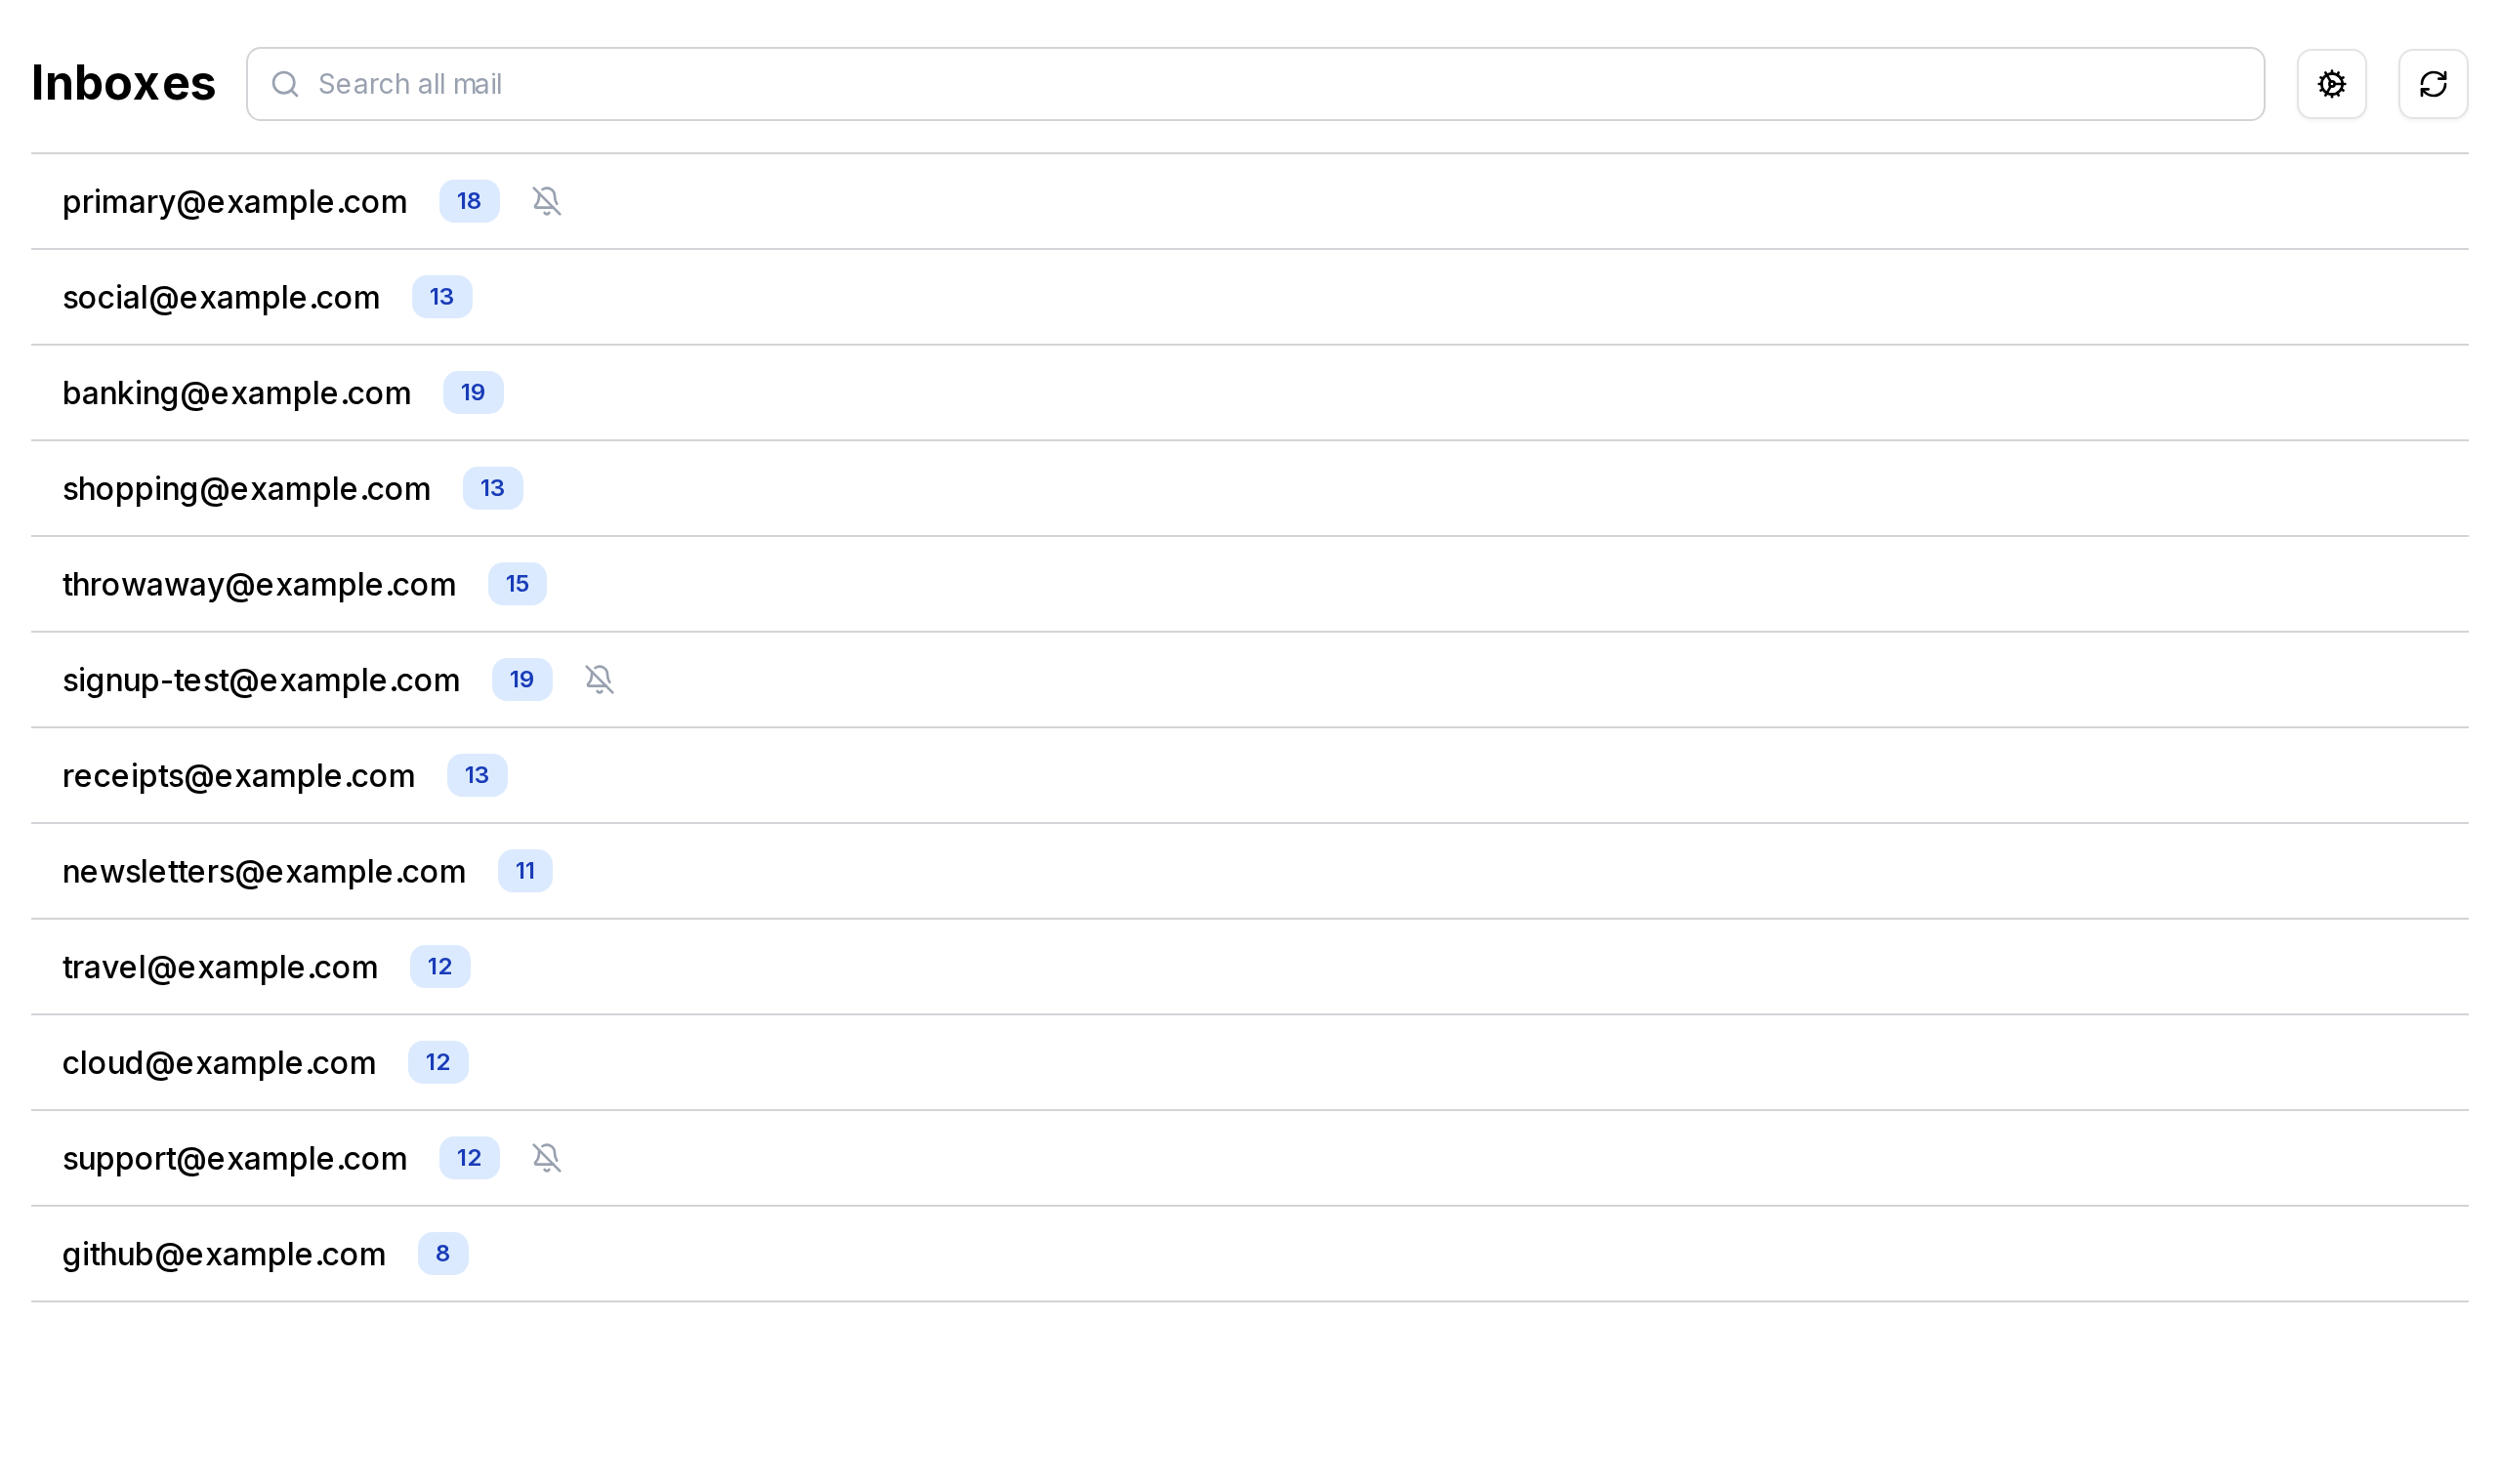 Inboxes
Search all mail
primary@example.com 18
social@example.com 13
banking@example.com 19
shopping@example.com 13
throwaway@example.com 15
signup-test@example.com 19
receipts@example.com 13
newsletters@example.com 11
travel@example.com 12
cloud@example.com 12
support@example.com 12
github@example.com 8